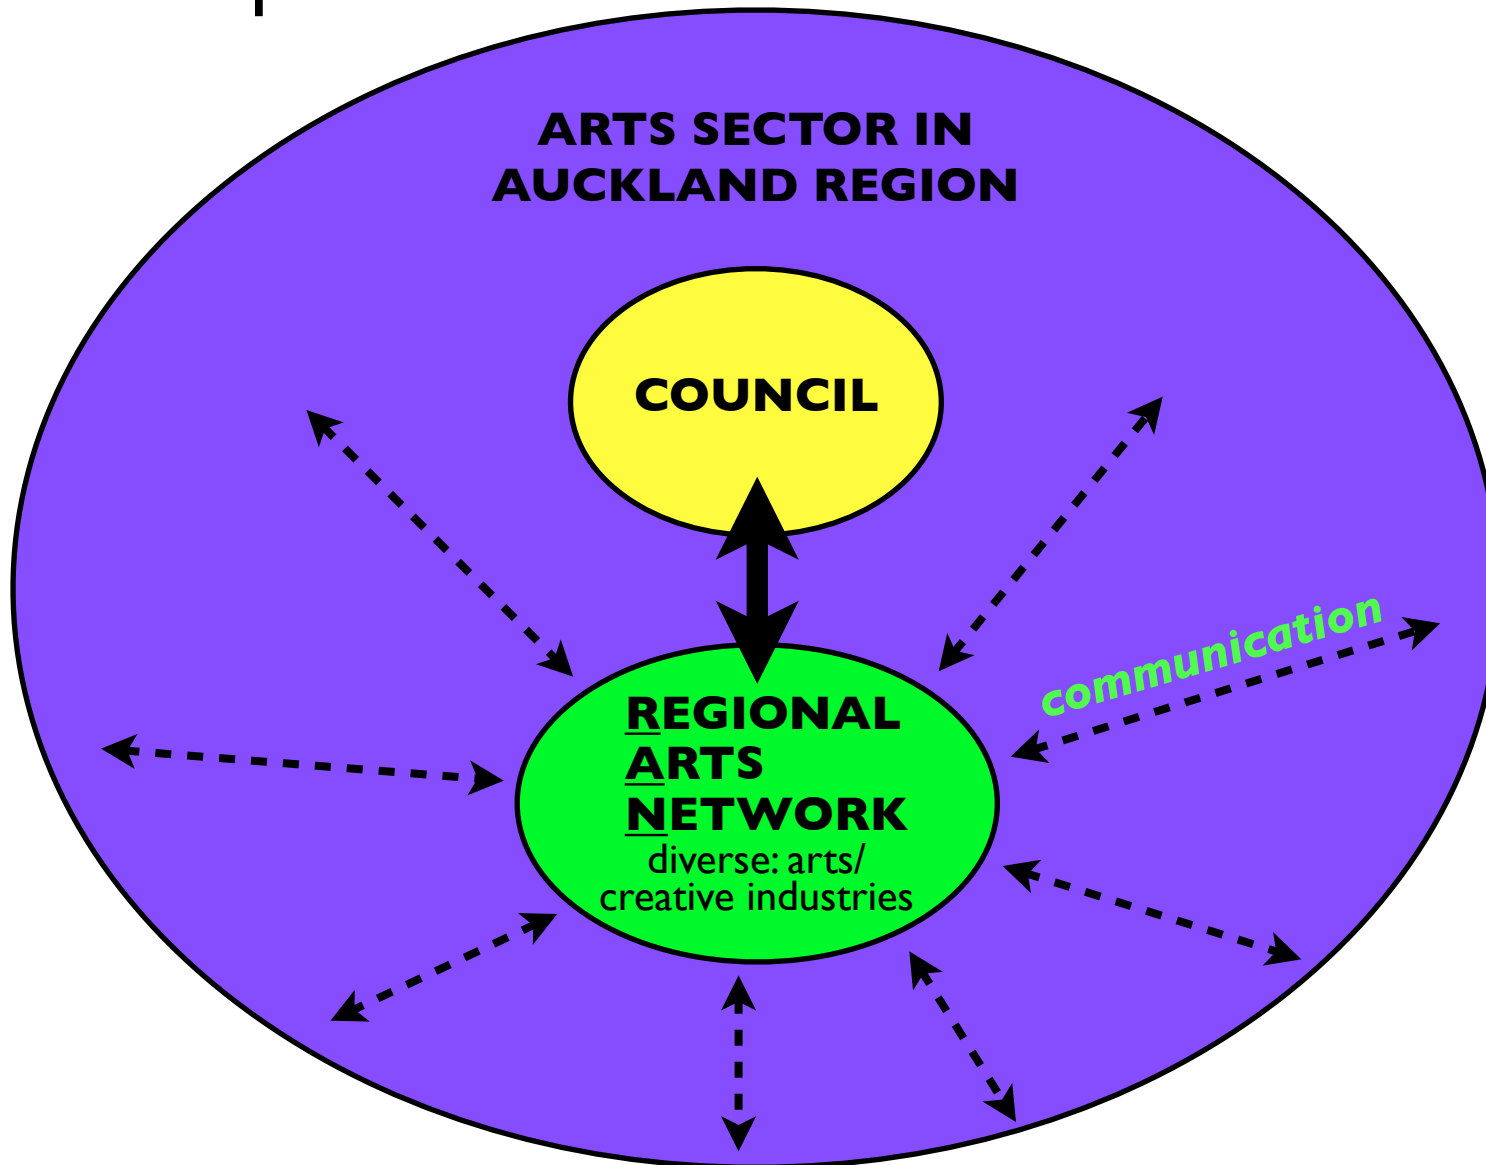 ARTS SECTOR IN
AUCKLAND REGION
COUNCIL
communication
REGIONAL
ARTS
NETWORK
diverse: arts/
creative industries